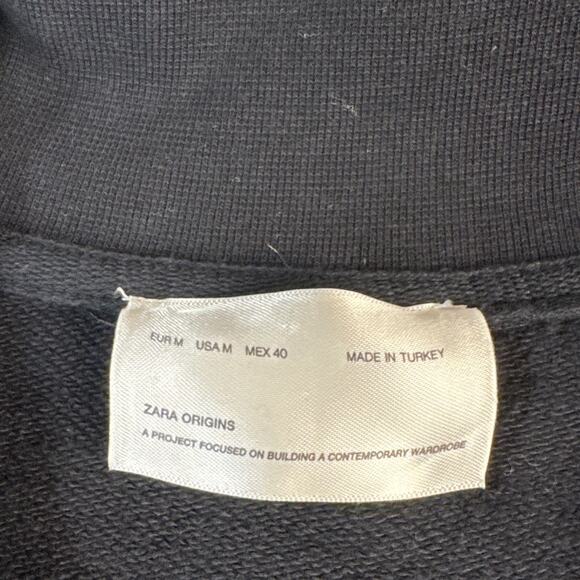 EUR M USA M MEX 40 MADE IN TURKEY
ZARA ORIGINS
A PROJECT FOCUSED ON BUILDING A CONTEMPORARY WARDROBE